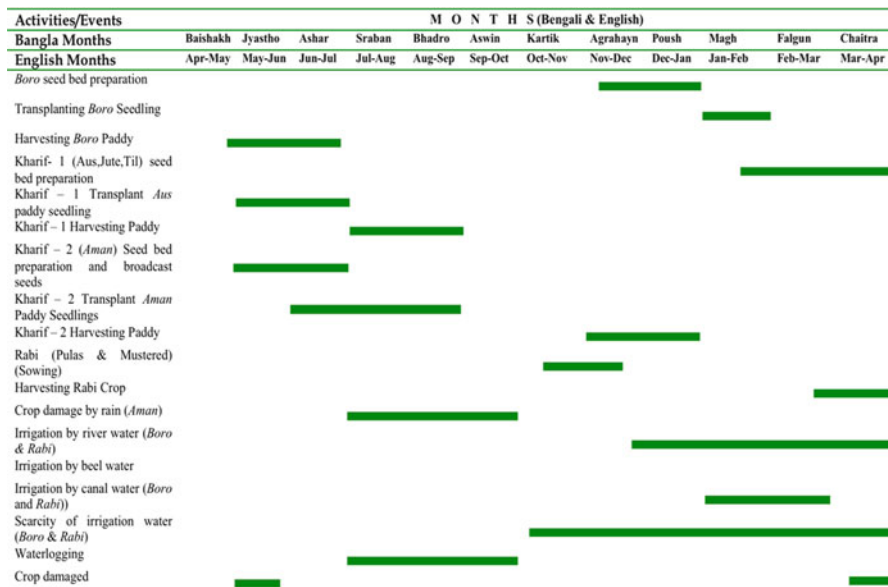 Activities/Events M O N T H S (Bengali & English)
Bangla Months Baishakh Jyastho Ashar Sraban Bhadro Aswin Kartik Agrahayn Poush Magh Falgun Chaitra
English Months Apr-May May-Jun Jun-Jul Jul-Aug Aug-Sep Sep-Oct Oct-Nov Nov-Dec Dec-Jan Jan-Feb Feb-Mar Mar-Apr
Boro seed bed preparation
Transplanting Boro Seedling
Harvesting Boro Paddy
Kharif- 1 (Aus,Jute,Til) seed
bed preparation
Kharif – 1 Transplant Aus
paddy seedling
Kharif – 1 Harvesting Paddy
Kharif – 2 (Aman) Seed bed
preparation and broadcast
seeds
Kharif – 2 Transplant Aman
Paddy Seedlings
Kharif – 2 Harvesting Paddy
Rabi (Pulas & Mustered)
(Sowing)
Harvesting Rabi Crop
Crop damage by rain (Aman)
Irrigation by river water (Boro
& Rabi)
Irrigation by beel water
Irrigation by canal water (Boro
and Rabi))
Scarcity of irrigation water
(Boro & Rabi)
Waterlogging
Crop damaged